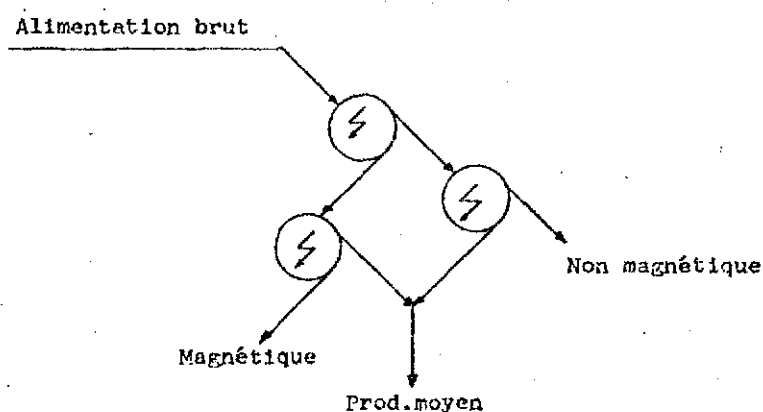 Alimentation brut
Non magnétique
Magnétique
Prod.moyen